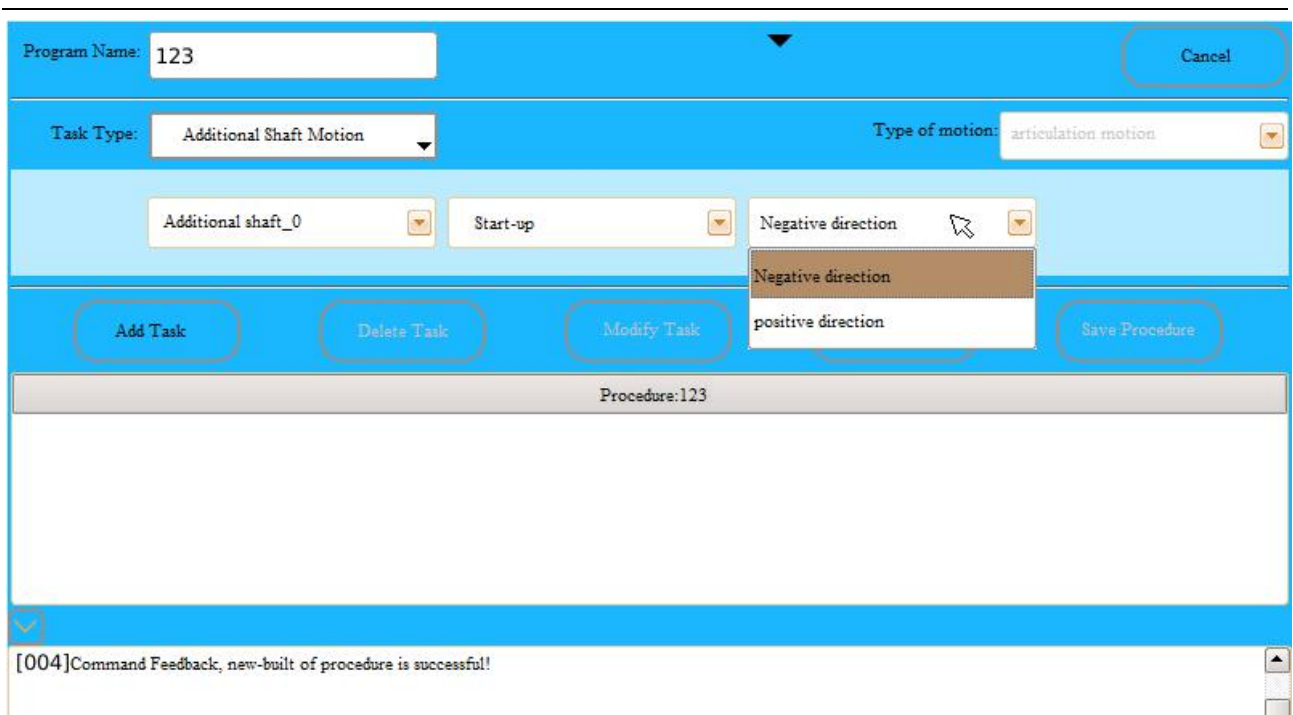 Program Name:
123
Cancel
Task Type:
Additional Shaft Motion
Type of motion:
articulation motion
Additional shaft_0
Start-up
Negative direction
Negative direction
positive direction
Add Task
Delete Task
Modify Task
Save Procedure
Procedure:123
[004]Command Feedback, new-built of procedure is successful!